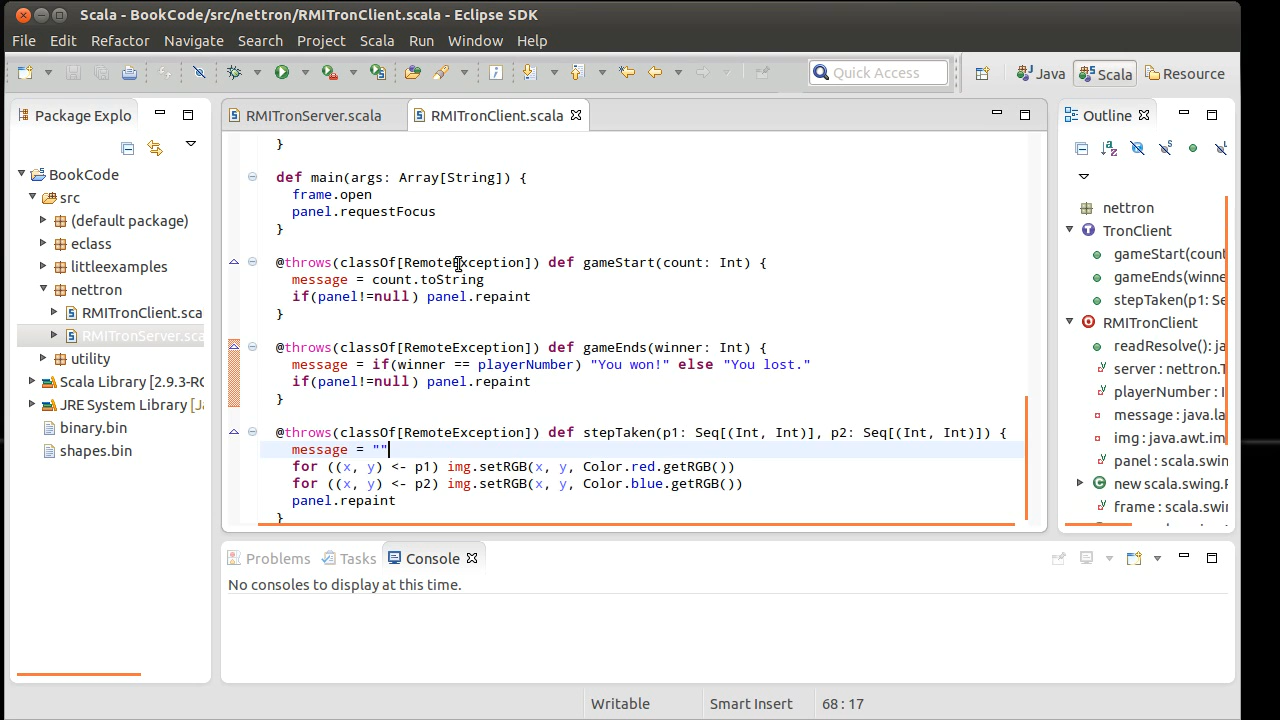 Scala - BookCode/src/nettron/RMITronClient.scala - Eclipse SDK
File Edit Refactor Navigate Search Project Scala Run Window Help
Quick Access Java Scala Resource
Package Explo
BookCode
src
(default package)
eclass
littleexamples
nettron
RMITronClient.sca
RMITronServer.sca
utility
Scala Library [2.9.3-RC
JRE System Library [Ja
binary.bin
shapes.bin
RMITronServer.scala RMITronClient.scala
}
def main(args: Array[String]) {
frame.open
panel.requestFocus
}
@throws(classOf[RemoteException]) def gameStart(count: Int) {
message = count.toString
if(panel!=null) panel.repaint
}
@throws(classOf[RemoteException]) def gameEnds(winner: Int) {
message = if(winner == playerNumber) "You won!" else "You lost."
if(panel!=null) panel.repaint
}
@throws(classOf[RemoteException]) def stepTaken(p1: Seq[(Int, Int)], p2: Seq[(Int, Int)]) {
message = ""
for ((x, y) <- p1) img.setRGB(x, y, Color.red.getRGB())
for ((x, y) <- p2) img.setRGB(x, y, Color.blue.getRGB())
panel.repaint
}
Outline
nettron
TronClient
gameStart(count
gameEnds(winne
stepTaken(p1: Se
RMITronClient
readResolve(): ja
server : nettron.T
playerNumber : I
message : java.la
img : java.awt.im
panel : scala.swin
new scala.swing.F
frame : scala.swin
Problems Tasks Console
No consoles to display at this time.
Writable Smart Insert 68 : 17